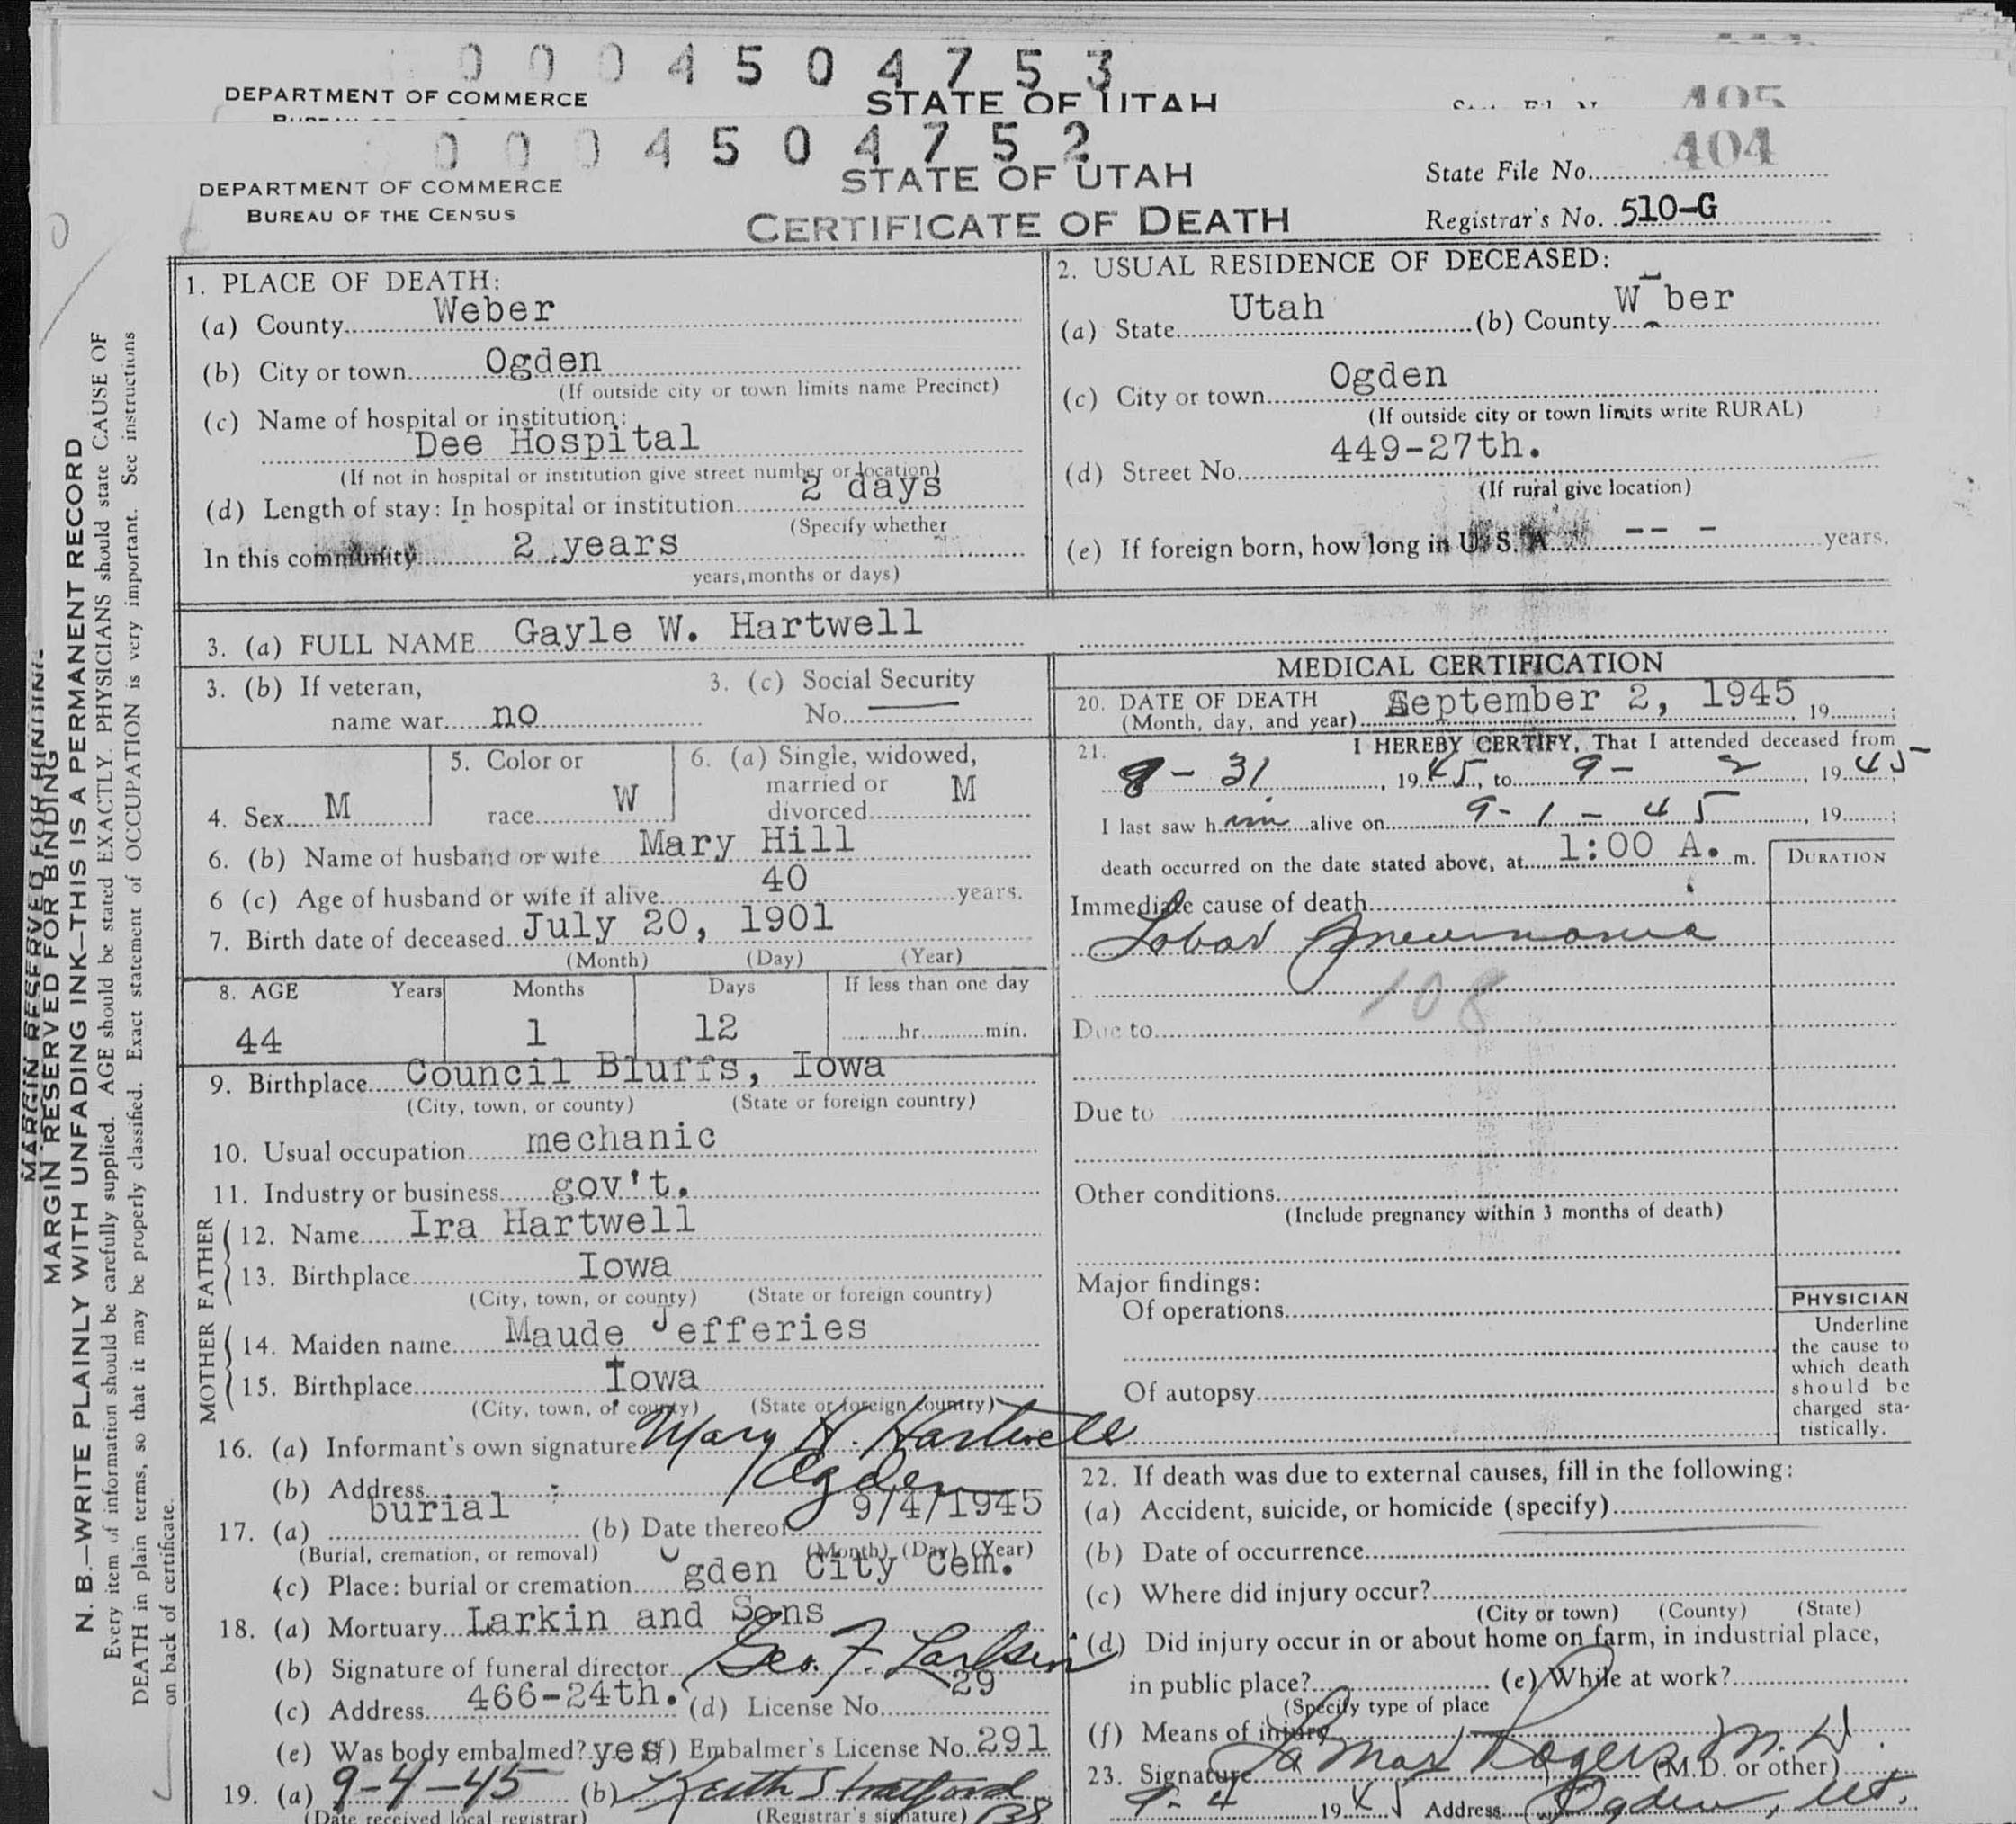 0 0 0 4 5 0 4 7 5 3
DEPARTMENT OF COMMERCE STATE OF UTAH 405
0 0 0 4 5 0 4 7 5 2
DEPARTMENT OF COMMERCE
BUREAU OF THE CENSUS
STATE OF UTAH
CERTIFICATE OF DEATH
State File No. 404
Registrar's No. 510-G
MARGIN RESERVED FOR BINDING
MARGIN RESERVED FOR BINDING
N. B.—WRITE PLAINLY WITH UNFADING INK—THIS IS A PERMANENT RECORD
Every item of information should be carefully supplied. AGE should be stated EXACTLY. PHYSICIANS should state CAUSE OF
DEATH in plain terms, so that it may be properly classified. Exact statement of OCCUPATION is very important. See instructions
on back of certificate.
1. PLACE OF DEATH:
(a) County Weber
(b) City or town Ogden
(If outside city or town limits name Precinct)
(c) Name of hospital or institution:
Dee Hospital
(If not in hospital or institution give street number or location)
(d) Length of stay: In hospital or institution 2 days
(Specify whether
In this community 2 years
years, months or days)
2. USUAL RESIDENCE OF DECEASED:
(a) State Utah (b) County W ber
(c) City or town Ogden
(If outside city or town limits write RURAL)
(d) Street No. 449-27th.
(If rural give location)
(e) If foreign born, how long in U. S. A. -- - years.
3. (a) FULL NAME Gayle W. Hartwell
3. (b) If veteran,
name war no
3. (c) Social Security
No.
4. Sex M
5. Color or
race W
6. (a) Single, widowed,
married or
divorced M
6. (b) Name of husband or wife Mary Hill
6 (c) Age of husband or wife if alive 40 years.
7. Birth date of deceased July 20, 1901
(Month) (Day) (Year)
8. AGE Years Months Days If less than one day
44 1 12 hr. min.
9. Birthplace Council Bluffs, Iowa
(City, town, or county) (State or foreign country)
10. Usual occupation mechanic
11. Industry or business gov't.
MOTHER FATHER
12. Name Ira Hartwell
13. Birthplace Iowa
(City, town, or county) (State or foreign country)
14. Maiden name Maude Jefferies
15. Birthplace Iowa
(City, town, or county) (State or foreign country)
16. (a) Informant's own signature Mary H. Hartwell
(b) Address Ogden
17. (a) burial (b) Date thereof 9/4/1945
(Burial, cremation, or removal) (Month) (Day) (Year)
(c) Place: burial or cremation Ogden City Cem.
18. (a) Mortuary Larkin and Sons
(b) Signature of funeral director Geo. F. Larkin
(c) Address 466-24th. (d) License No. 29
(e) Was body embalmed? yes (f) Embalmer's License No. 291
19. (a) 9-4-45 (b) Keith Stratford
(Date received local registrar) (Registrar's signature)
MEDICAL CERTIFICATION
20. DATE OF DEATH
(Month, day, and year) September 2, 1945, 19 ;
21. I HEREBY CERTIFY, That I attended deceased from
8-31, 1945, to 9-2, 1945
I last saw h im alive on 9-1-45, 19 ;
death occurred on the date stated above, at 1:00 A. m.
DURATION
Immediate cause of death
Lobar Pneumonia
108
Due to
Due to
Other conditions
(Include pregnancy within 3 months of death)
Major findings:
Of operations
Of autopsy
PHYSICIAN
Underline
the cause to
which death
should be
charged sta-
tistically.
22. If death was due to external causes, fill in the following:
(a) Accident, suicide, or homicide (specify)
(b) Date of occurrence
(c) Where did injury occur?
(City or town) (County) (State)
(d) Did injury occur in or about home on farm, in industrial place,
in public place? (e) While at work?
(Specify type of place
(f) Means of injury
23. Signature LaMar Rogers M. D. (M.D. or other)
9-4 1945 Address Ogden, Ut.